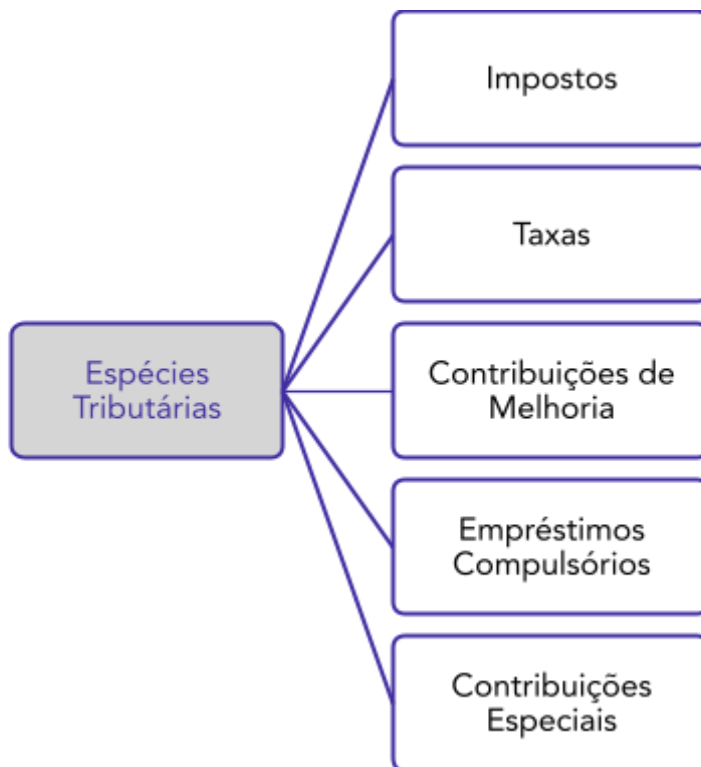 Impostos
Taxas
Espécies
Tributárias
Contribuições de
Melhoria
Empréstimos
Compulsórios
Contribuições
Especiais